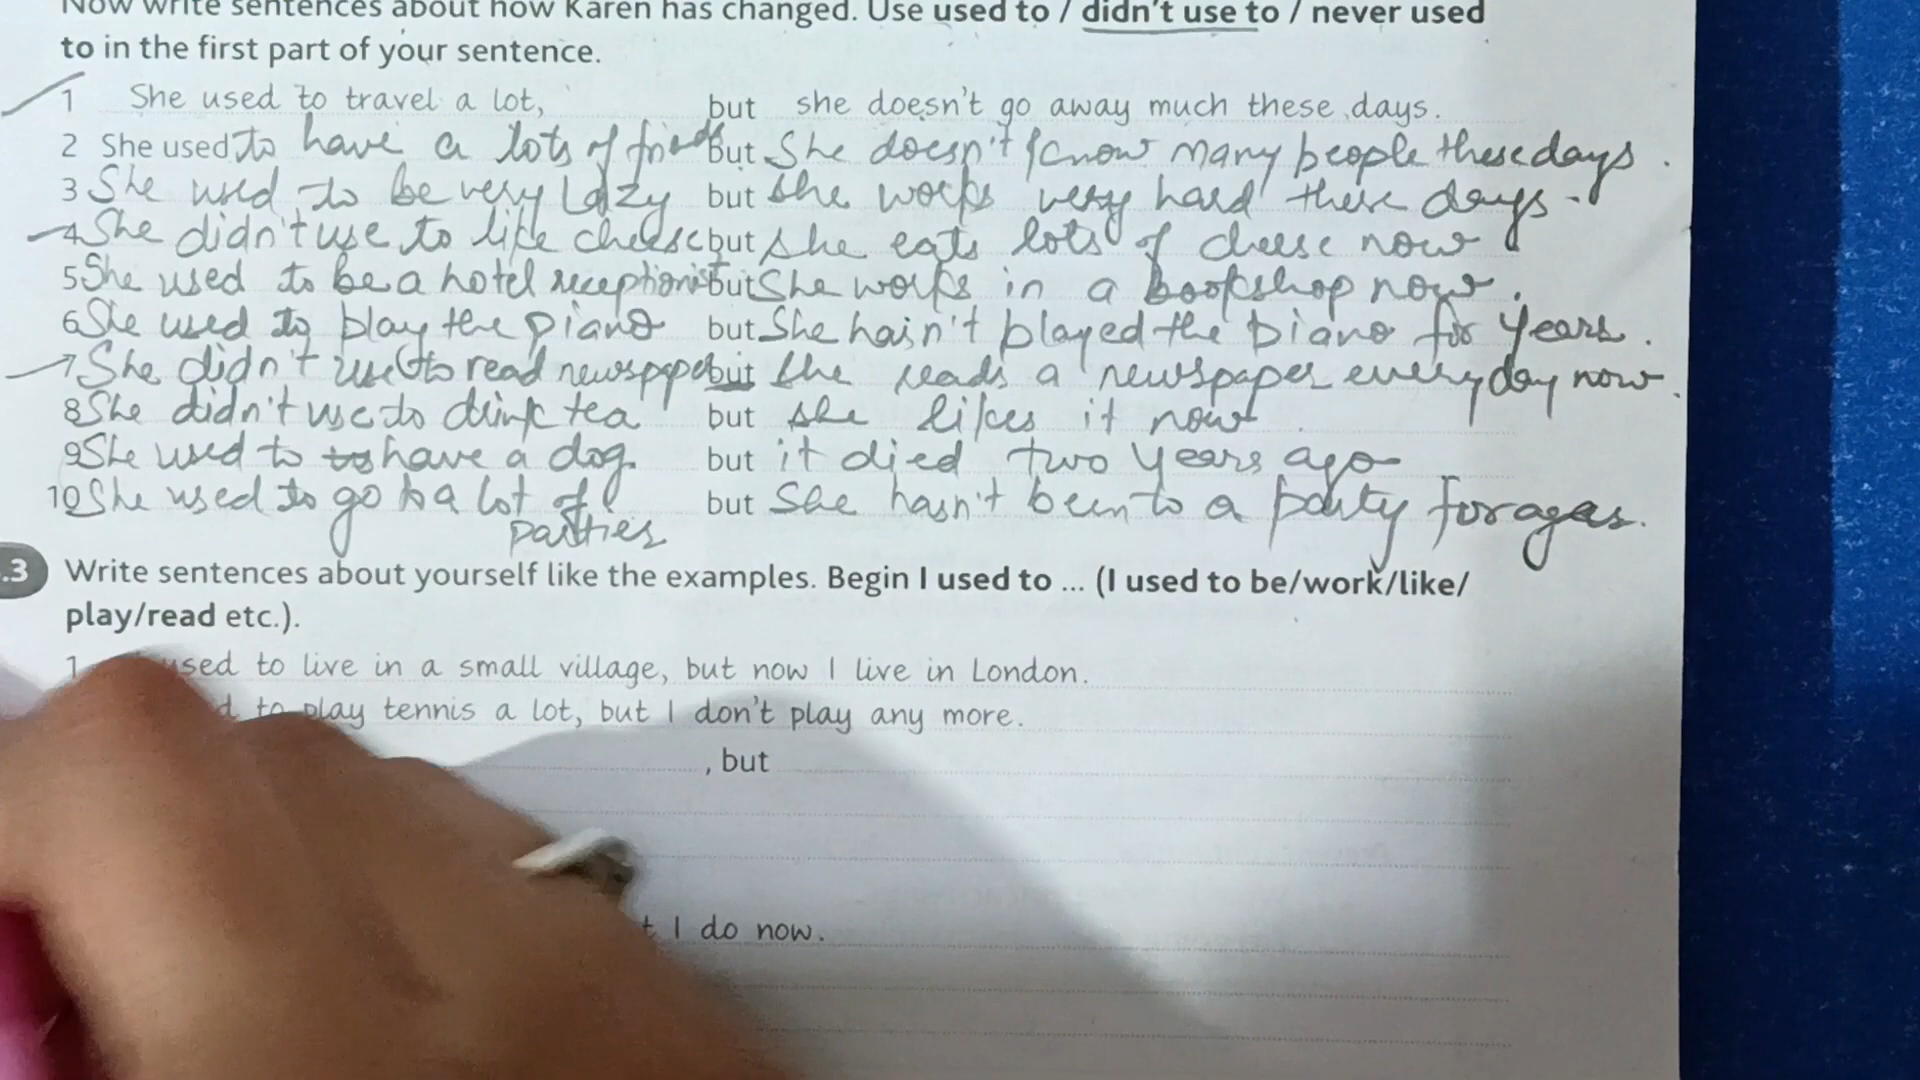 Now write sentences about how Karen has changed. Use used to / didn't use to / never used
to in the first part of your sentence.
1 She used to travel a lot, but she doesn't go away much these days.
2 She used to have a lots of but She doesn't know many people these days.
3 She used to be very Lazy but she works very hard these days.
4 She didn't use to like cheese but she eats lots of cheese now
5 She used to be a hotel receptionist but She works in a bookshop now.
6 She used to play the piano but She hasn't played the piano for years.
7 She didn't use to read newspaper but she reads a newspaper everyday now.
8 She didn't use to drink tea but she likes it now.
9 She used to to have a dog but it died two years ago
10 She used to go to a lot of but She hasn't been to a party for ages.
parties
.3 Write sentences about yourself like the examples. Begin I used to ... (I used to be/work/like/
play/read etc.).
1 used to live in a small village, but now I live in London.
to play tennis a lot, but I don't play any more.
, but
I do now.